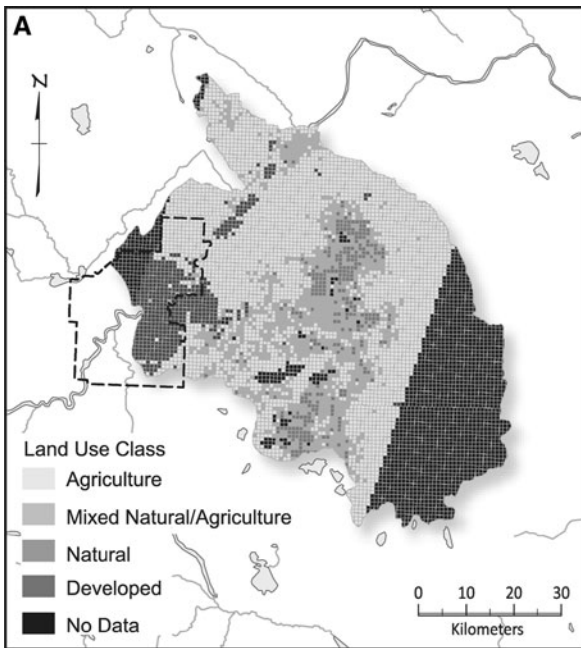 A
N
Land Use Class
Agriculture
Mixed Natural/Agriculture
Natural
Developed
No Data
0 10 20 30
Kilometers